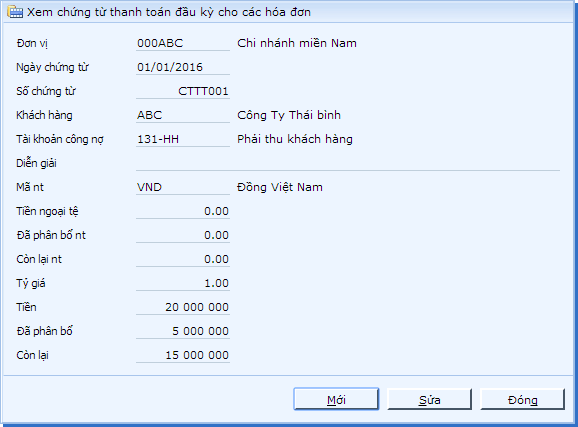 Xem chứng từ thanh toán đầu kỳ cho các hóa đơn
Đơn vị 000ABC Chi nhánh miền Nam
Ngày chứng từ 01/01/2016
Số chứng từ CTTT001
Khách hàng ABC Công Ty Thái bình
Tài khoản công nợ 131-HH Phải thu khách hàng
Diễn giải
Mã nt VND Đồng Việt Nam
Tiền ngoại tệ 0.00
Đã phân bổ nt 0.00
Còn lại nt 0.00
Tỷ giá 1.00
Tiền 20 000 000
Đã phân bổ 5 000 000
Còn lại 15 000 000
Mới Sửa Đóng